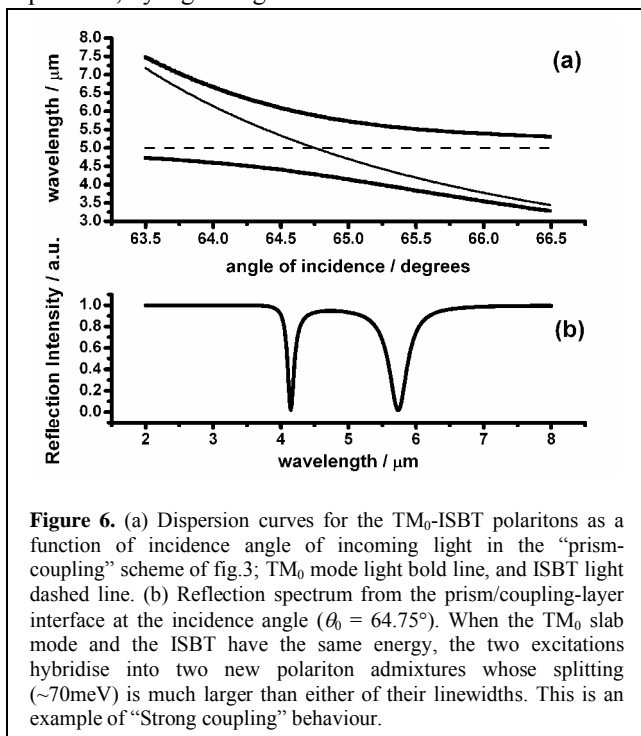 8.0
7.5
7.0
6.5
6.0
5.5
5.0
4.5
4.0
3.5
3.0
wavelength / μm
(a)
63.5 64.0 64.5 65.0 65.5 66.0 66.5
angle of incidence / degrees
1.0
0.8
0.6
0.4
0.2
0.0
Reflection Intensity / a.u.
(b)
2 3 4 5 6 7 8
wavelength / μm
Figure 6. (a) Dispersion curves for the TM₀-ISBT polaritons as a
function of incidence angle of incoming light in the “prism-
coupling” scheme of fig.3; TM₀ mode light bold line, and ISBT light
dashed line. (b) Reflection spectrum from the prism/coupling-layer
interface at the incidence angle (θ₀ = 64.75°). When the TM₀ slab
mode and the ISBT have the same energy, the two excitations
hybridise into two new polariton admixtures whose splitting
(~70meV) is much larger than either of their linewidths. This is an
example of “Strong coupling” behaviour.